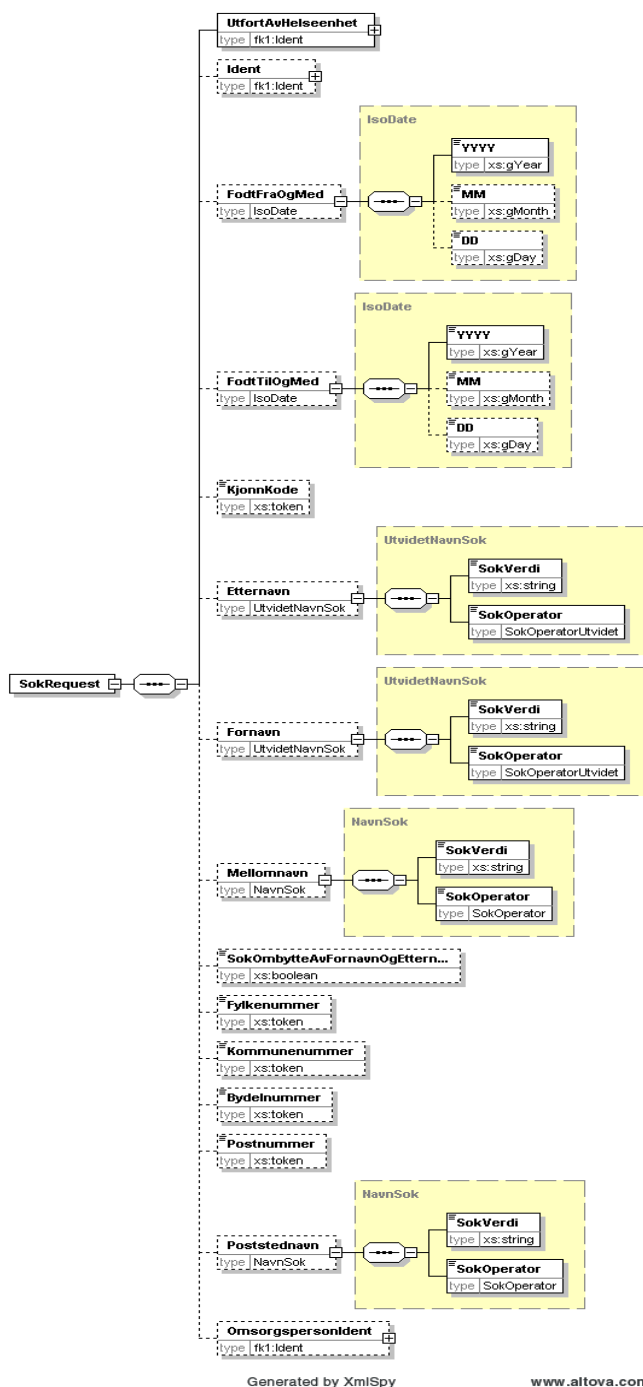 UtfortAvHelseenhet
type fk1:Ident
Ident
type fk1:Ident
IsoDate
YYYY
type xs:gYear
FodtFraOgMed
type IsoDate
MM
type xs:gMonth
DD
type xs:gDay
IsoDate
YYYY
type xs:gYear
FodtTilOgMed
type IsoDate
MM
type xs:gMonth
DD
type xs:gDay
KjonnKode
type xs:token
UtvidetNavnSok
SokVerdi
type xs:string
Etternavn
type UtvidetNavnSok
SokOperator
type SokOperatorUtvidet
SokRequest
UtvidetNavnSok
SokVerdi
type xs:string
Fornavn
type UtvidetNavnSok
SokOperator
type SokOperatorUtvidet
NavnSok
SokVerdi
type xs:string
Mellomnavn
type NavnSok
SokOperator
type SokOperator
SokOmbytteAvFornavnOgEttern...
type xs:boolean
Fylkenummer
type xs:token
Kommunenummer
type xs:token
Bydelnummer
type xs:token
Postnummer
type xs:token
NavnSok
SokVerdi
type xs:string
Poststednavn
type NavnSok
SokOperator
type SokOperator
OmsorgspersonIdent
type fk1:Ident
Generated by XmlSpy www.altova.com